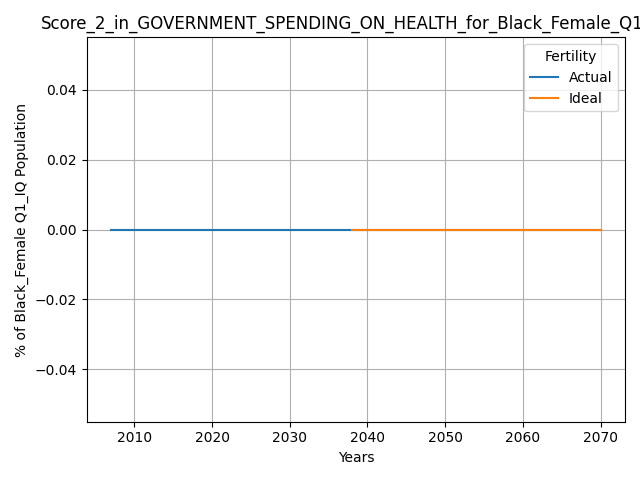 Score_2_in_GOVERNMENT_SPENDING_ON_HEALTH_for_Black_Female_Q1
Fertility
Actual
Ideal
0.04
0.02
0.00
−0.02
−0.04
% of Black_Female Q1_IQ Population
2010 2020 2030 2040 2050 2060 2070
Years